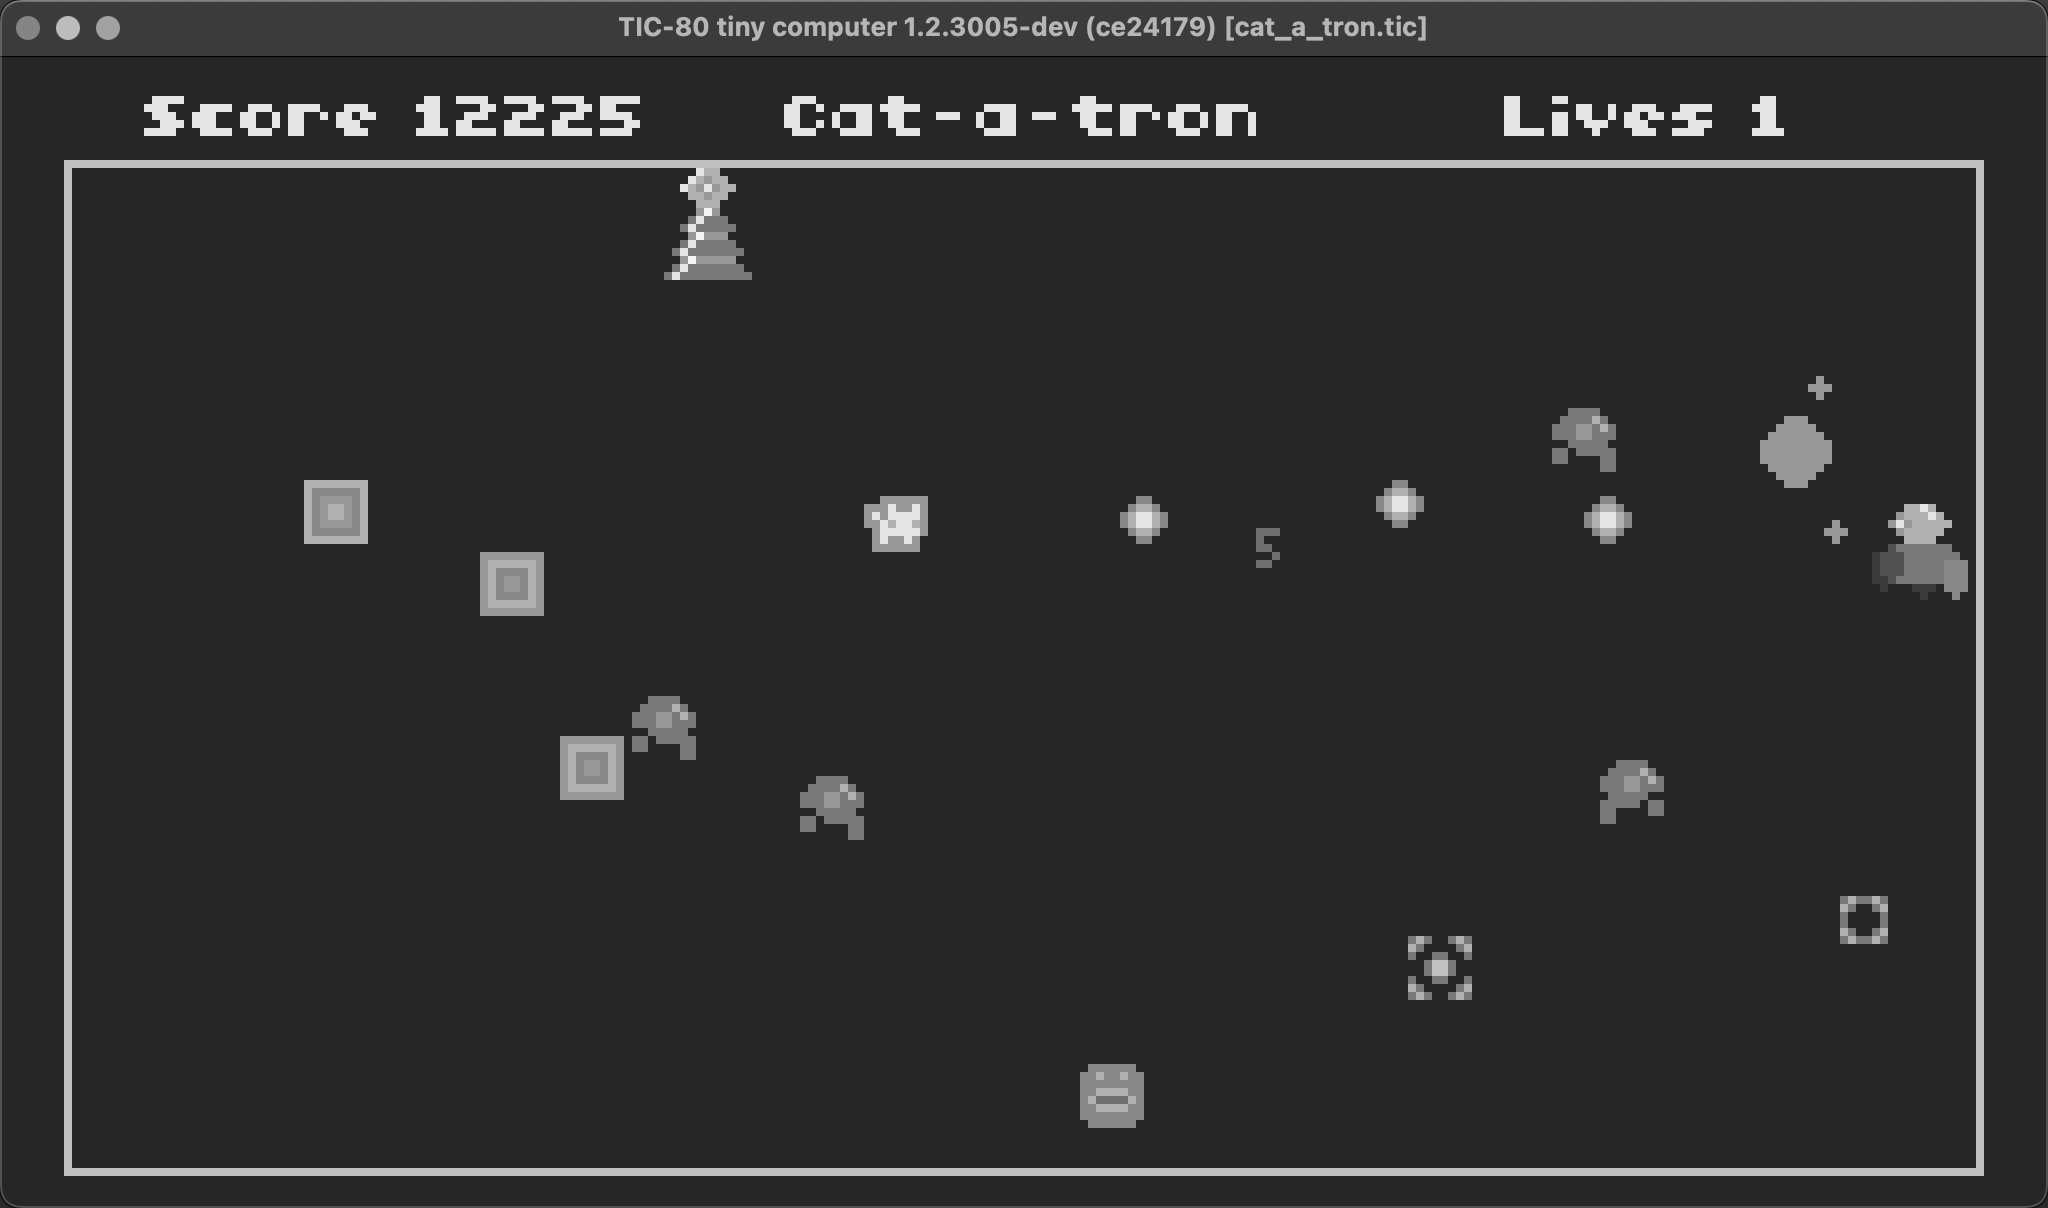 TIC-80 tiny computer 1.2.3005-dev (ce24179) [cat_a_tron.tic]
Score 12225 Cat-a-tron Lives 1
5